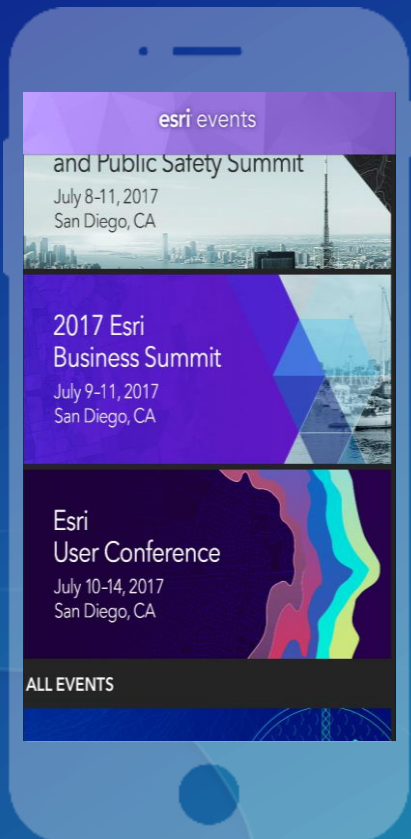 esri events
and Public Safety Summit
July 8-11, 2017
San Diego, CA
2017 Esri
Business Summit
July 9-11, 2017
San Diego, CA
Esri
User Conference
July 10-14, 2017
San Diego, CA
ALL EVENTS